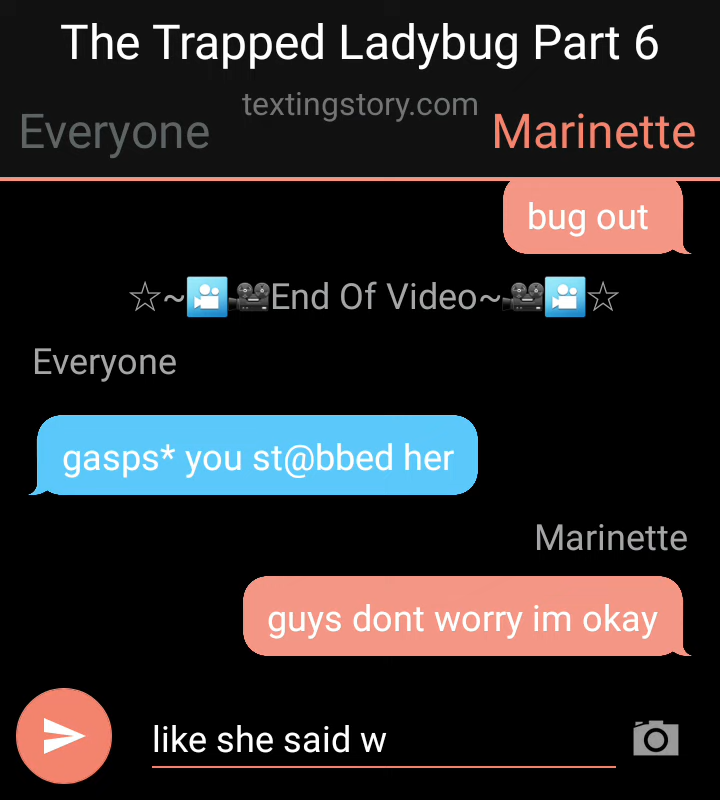 The Trapped Ladybug Part 6
textingstory.com
Everyone
Marinette
bug out
☆~🎦🎥End Of Video~🎥🎦☆
Everyone
gasps* you st@bbed her
Marinette
guys dont worry im okay
like she said w